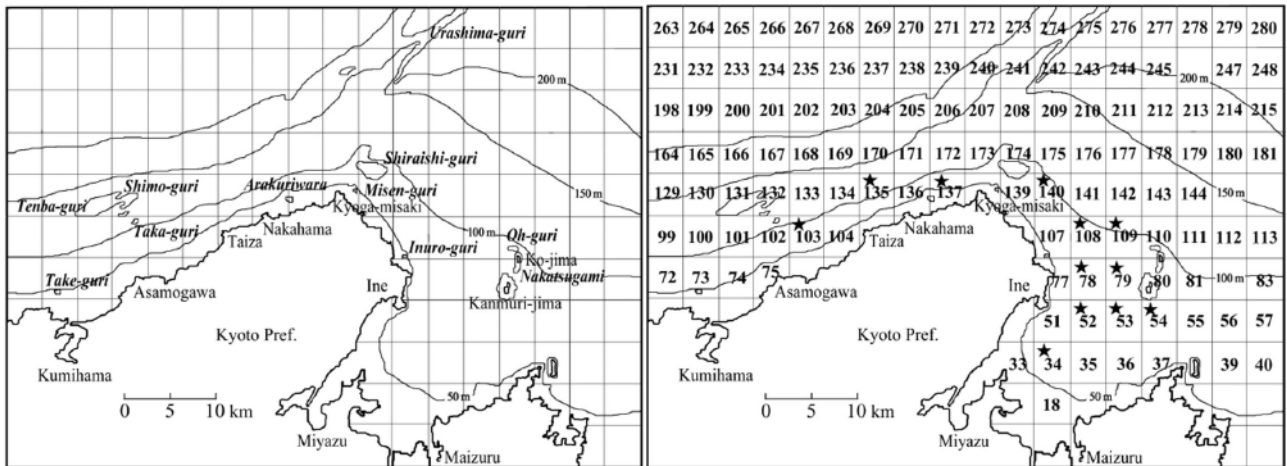 Urashima-guri
200 m
Shiraishi-guri
Shimo-guri
Arakuriwara
Misen-guri
150 m
Tenba-guri
Kyoga-misaki
Taka-guri
Nakahama
100 m
Oh-guri
Taiza
Inuro-guri
Ko-jima
Take-guri
Nakatsugami
Asamogawa
Ine
Kanmuri-jima
Kyoto Pref.
Kumihama
50 m
0 5 10 km
Miyazu
Maizuru
263 264 265 266 267 268 269 270 271 272 273 274 275 276 277 278 279 280
231 232 233 234 235 236 237 238 239 240 241 242 243 244 245 247 248
200 m
198 199 200 201 202 203 204 205 206 207 208 209 210 211 212 213 214 215
164 165 166 167 168 169 170 171 172 173 174 175 176 177 178 179 180 181
129 130 131 132 133 134 135 136 137 139 140 141 142 143 144 150 m
Kyoga-misaki
99 100 101 102 103 104 Taiza Nakahama 107 108 109 110 111 112 113
72 73 74 75 77 78 79 80 81 100 m 83
Asamogawa
Ine
Kanmuri-jima
51 52 53 54 55 56 57
Kyoto Pref.
Kumihama
33 34 35 36 37 39 40
50 m
18
0 5 10 km
Miyazu
Maizuru